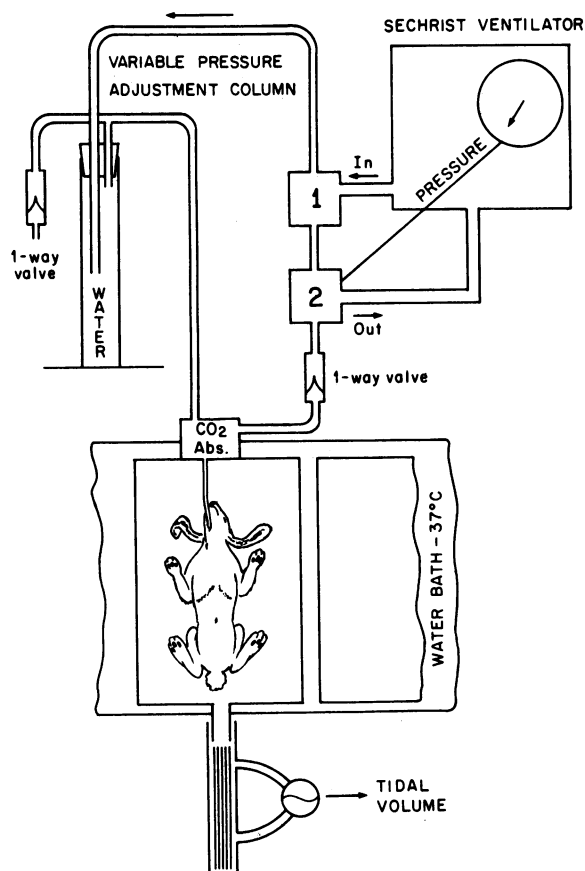 SECHRIST VENTILATOR
VARIABLE PRESSURE
ADJUSTMENT COLUMN
In
PRESSURE
1
1-way
valve
2
WATER
Out
1-way valve
CO2
Abs.
WATER BATH - 37°C
TIDAL
VOLUME